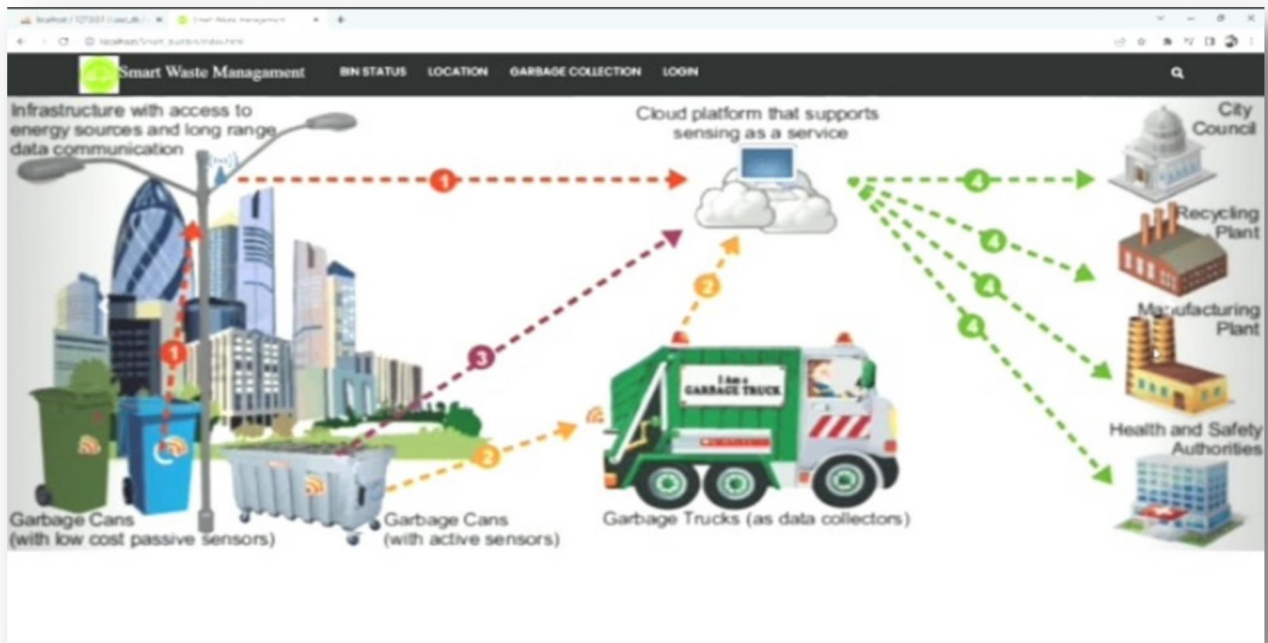 Smart Waste Managament
BIN STATUS
LOCATION
GARBAGE COLLECTION
LOGIN
Infrastructure with access to
energy sources and long range
data communication
Cloud platform that supports
sensing as a service
City
Council
Recycling
Plant
Manufacturing
Plant
Health and Safety
Authorities
1
1
2
2
3
4
4
4
4
I Am a
GARBAGE TRUCK
Garbage Cans
(with low cost passive sensors)
Garbage Cans
(with active sensors)
Garbage Trucks (as data collectors)